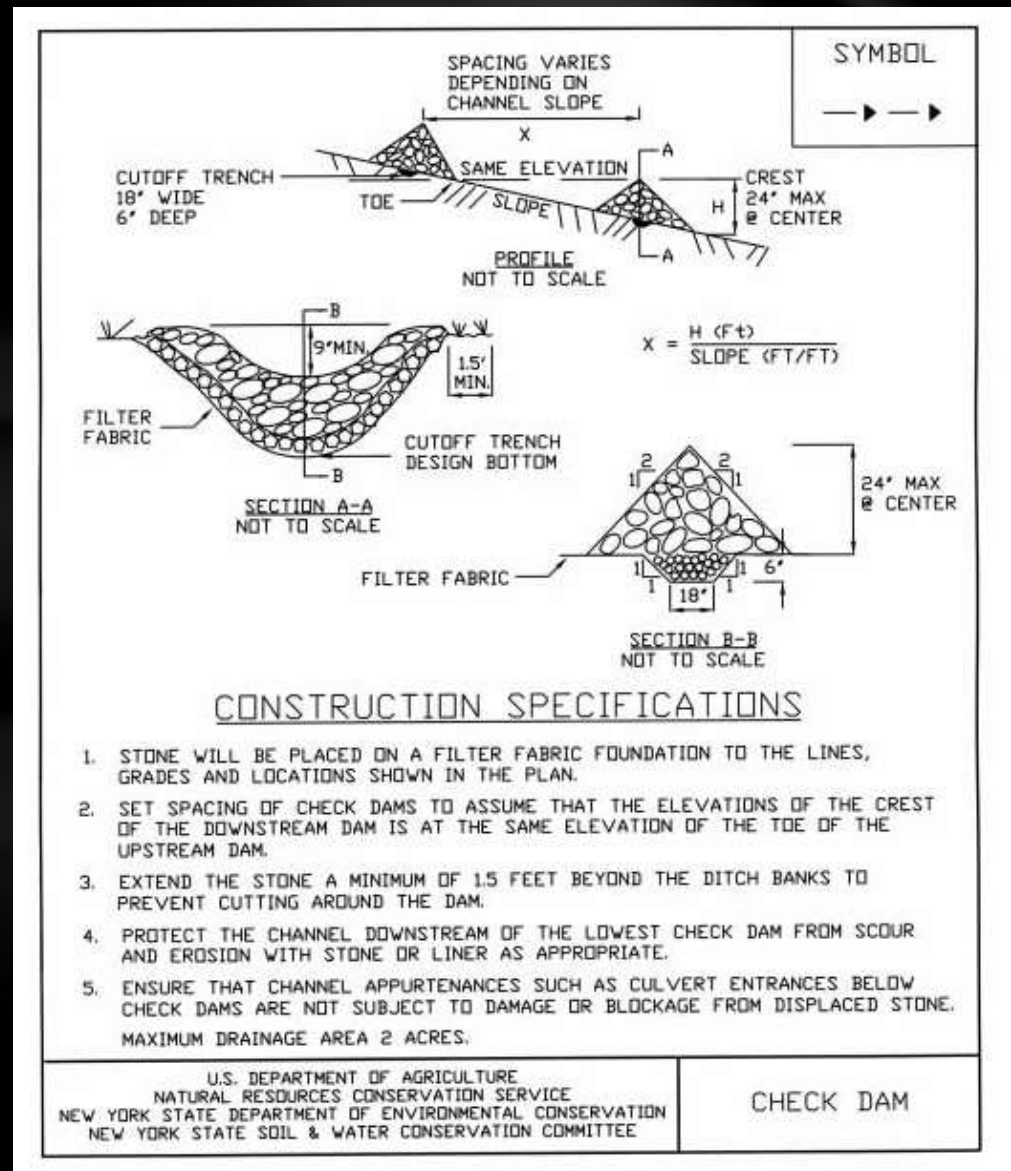 SYMBOL
SPACING VARIES
DEPENDING ON
CHANNEL SLOPE
X
A
CUTOFF TRENCH
18" WIDE
6" DEEP
SAME ELEVATION
TOE
SLOPE
H
CREST
24" MAX
@ CENTER
A
PROFILE
NOT TO SCALE
B
9"MIN.
1.5'
MIN.
X = H (Ft)
SLOPE (FT/FT)
FILTER
FABRIC
CUTOFF TRENCH
DESIGN BOTTOM
B
SECTION A-A
NOT TO SCALE
2
1
2
1
24" MAX
@ CENTER
FILTER FABRIC
1
1
18"
1
1
6"
SECTION B-B
NOT TO SCALE
CONSTRUCTION SPECIFICATIONS
1. STONE WILL BE PLACED ON A FILTER FABRIC FOUNDATION TO THE LINES,
GRADES AND LOCATIONS SHOWN IN THE PLAN.
2. SET SPACING OF CHECK DAMS TO ASSUME THAT THE ELEVATIONS OF THE CREST
OF THE DOWNSTREAM DAM IS AT THE SAME ELEVATION OF THE TOE OF THE
UPSTREAM DAM.
3. EXTEND THE STONE A MINIMUM OF 1.5 FEET BEYOND THE DITCH BANKS TO
PREVENT CUTTING AROUND THE DAM.
4. PROTECT THE CHANNEL DOWNSTREAM OF THE LOWEST CHECK DAM FROM SCOUR
AND EROSION WITH STONE OR LINER AS APPROPRIATE.
5. ENSURE THAT CHANNEL APPURTENANCES SUCH AS CULVERT ENTRANCES BELOW
CHECK DAMS ARE NOT SUBJECT TO DAMAGE OR BLOCKAGE FROM DISPLACED STONE.
MAXIMUM DRAINAGE AREA 2 ACRES.
U.S. DEPARTMENT OF AGRICULTURE
NATURAL RESOURCES CONSERVATION SERVICE
NEW YORK STATE DEPARTMENT OF ENVIRONMENTAL CONSERVATION
NEW YORK STATE SOIL & WATER CONSERVATION COMMITTEE
CHECK DAM